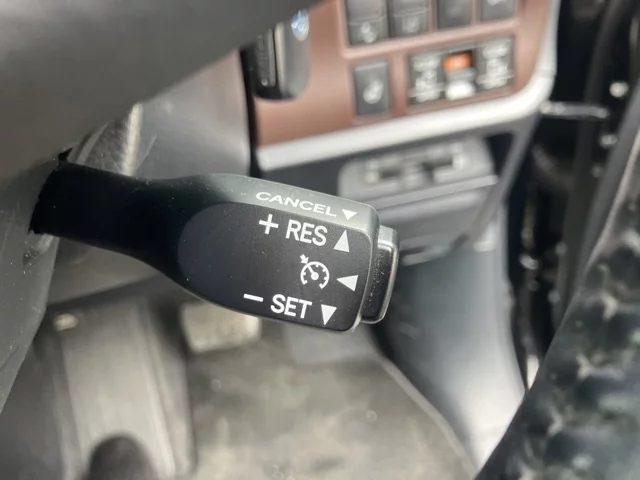 CANCEL ▼
+ RES ▲
◀
− SET ▼